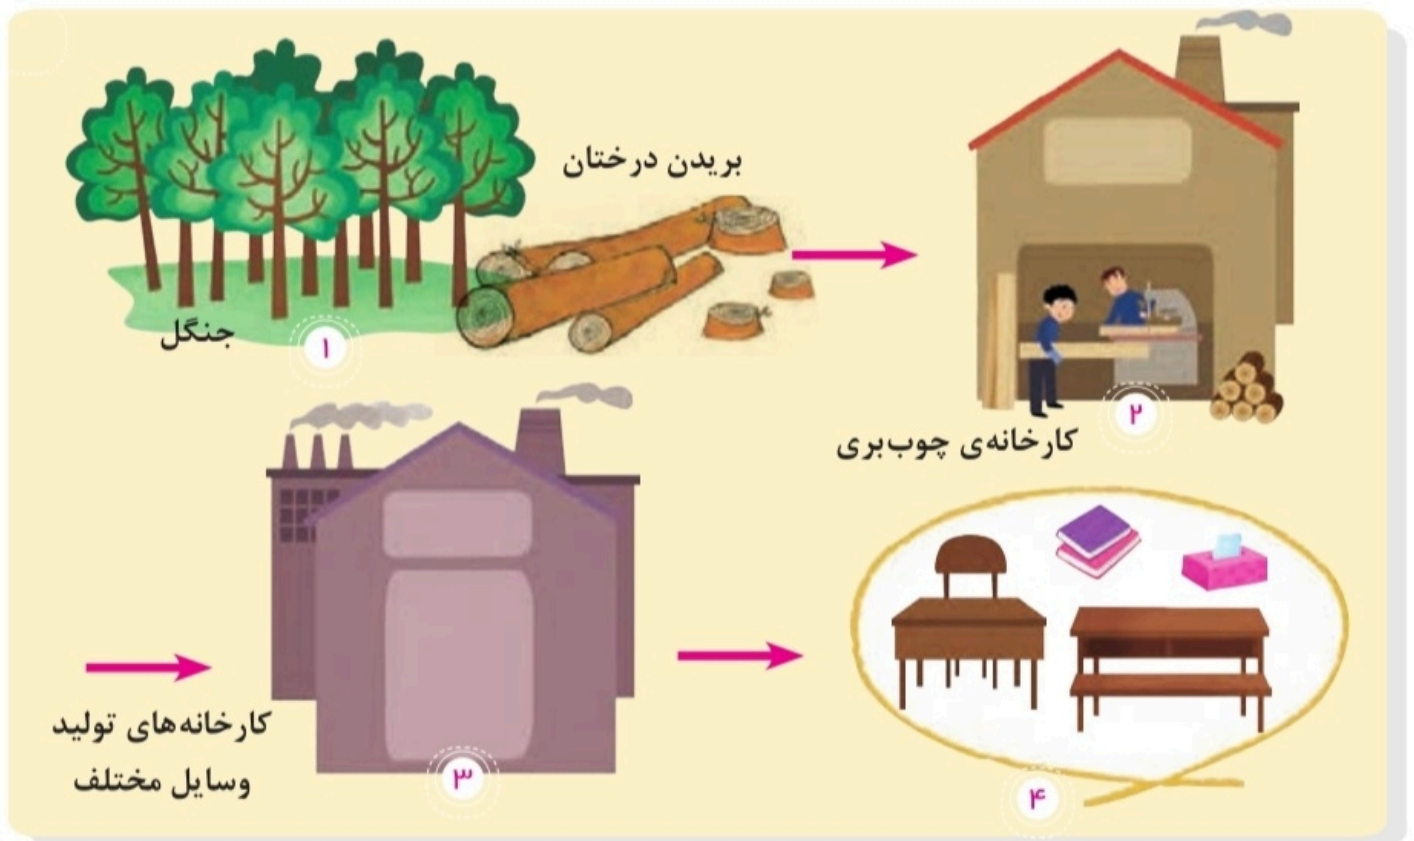 بریدن درختان
جنگل
۱
۲
کارخانه‌ی چوب‌بری
کارخانه‌های تولید
وسایل مختلف
۳
۴